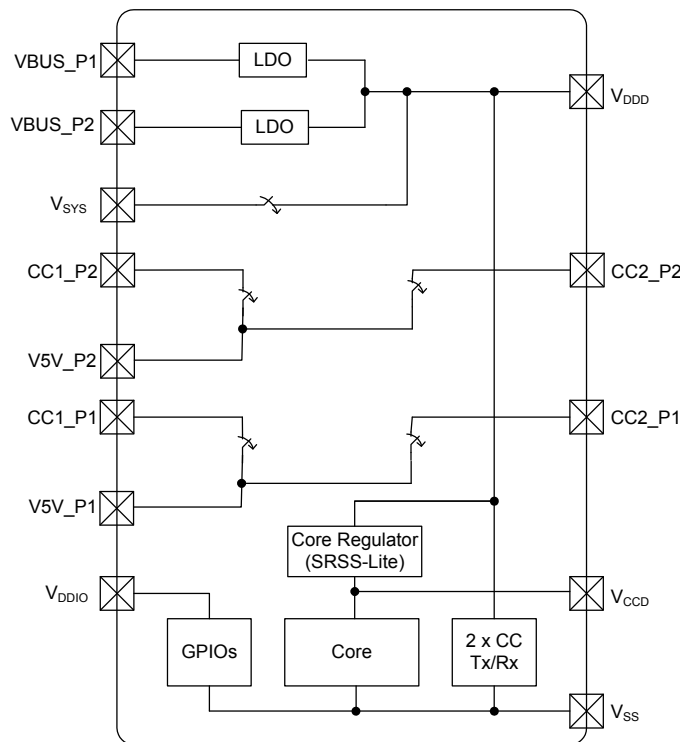 VBUS_P1
LDO
VDDD
VBUS_P2
LDO
VSYS
CC1_P2
CC2_P2
V5V_P2
CC1_P1
CC2_P1
V5V_P1
Core Regulator
(SRSS-Lite)
VDDIO
VCCD
GPIOs
Core
2 x CC
Tx/Rx
VSS